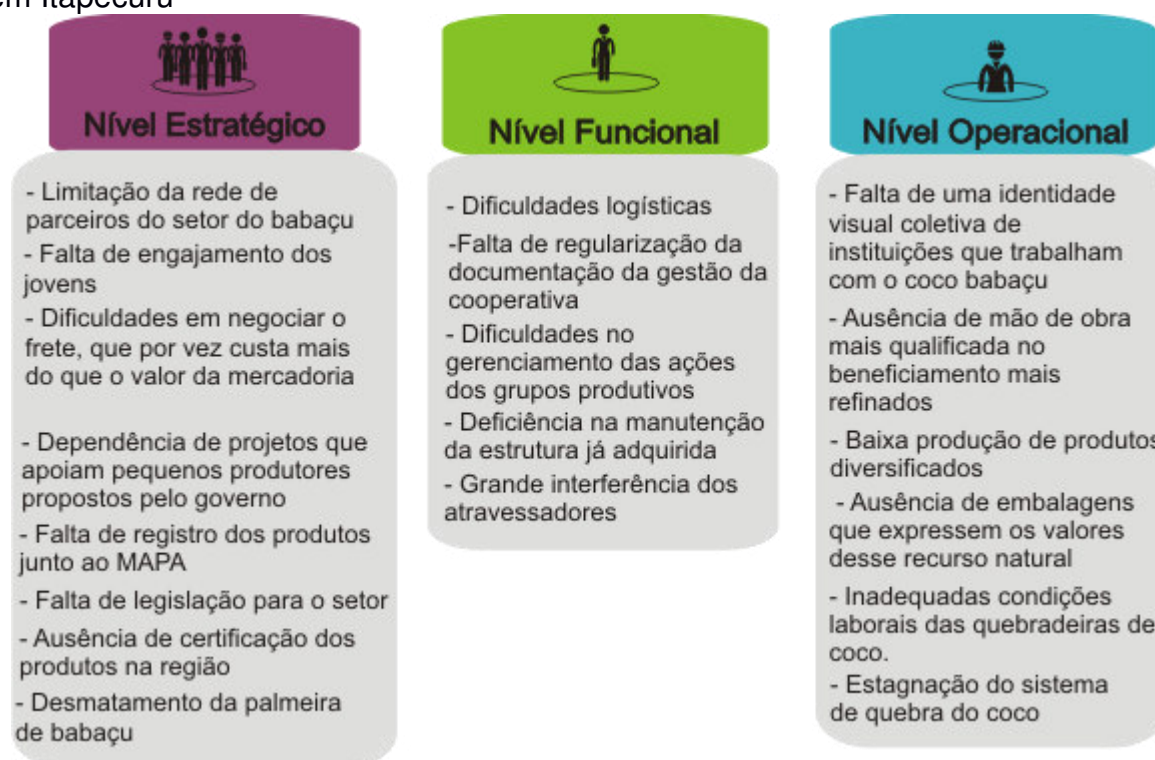 em Itapecuru
Nível Estratégico
- Limitação da rede de
parceiros do setor do babaçu
- Falta de engajamento dos
jovens
- Dificuldades em negociar o
frete, que por vez custa mais
do que o valor da mercadoria
- Dependência de projetos que
apoiam pequenos produtores
propostos pelo governo
- Falta de registro dos produtos
junto ao MAPA
- Falta de legislação para o setor
- Ausência de certificação dos
produtos na região
- Desmatamento da palmeira
de babaçu
Nível Funcional
- Dificuldades logísticas
-Falta de regularização da
documentação da gestão da
cooperativa
- Dificuldades no
gerenciamento das ações
dos grupos produtivos
- Deficiência na manutenção
da estrutura já adquirida
- Grande interferência dos
atravessadores
Nível Operacional
- Falta de uma identidade
visual coletiva de
instituições que trabalham
com o coco babaçu
- Ausência de mão de obra
mais qualificada no
beneficiamento mais
refinados
- Baixa produção de produtos
diversificados
- Ausência de embalagens
que expressem os valores
desse recurso natural
- Inadequadas condições
laborais das quebradeiras de
coco.
- Estagnação do sistema
de quebra do coco